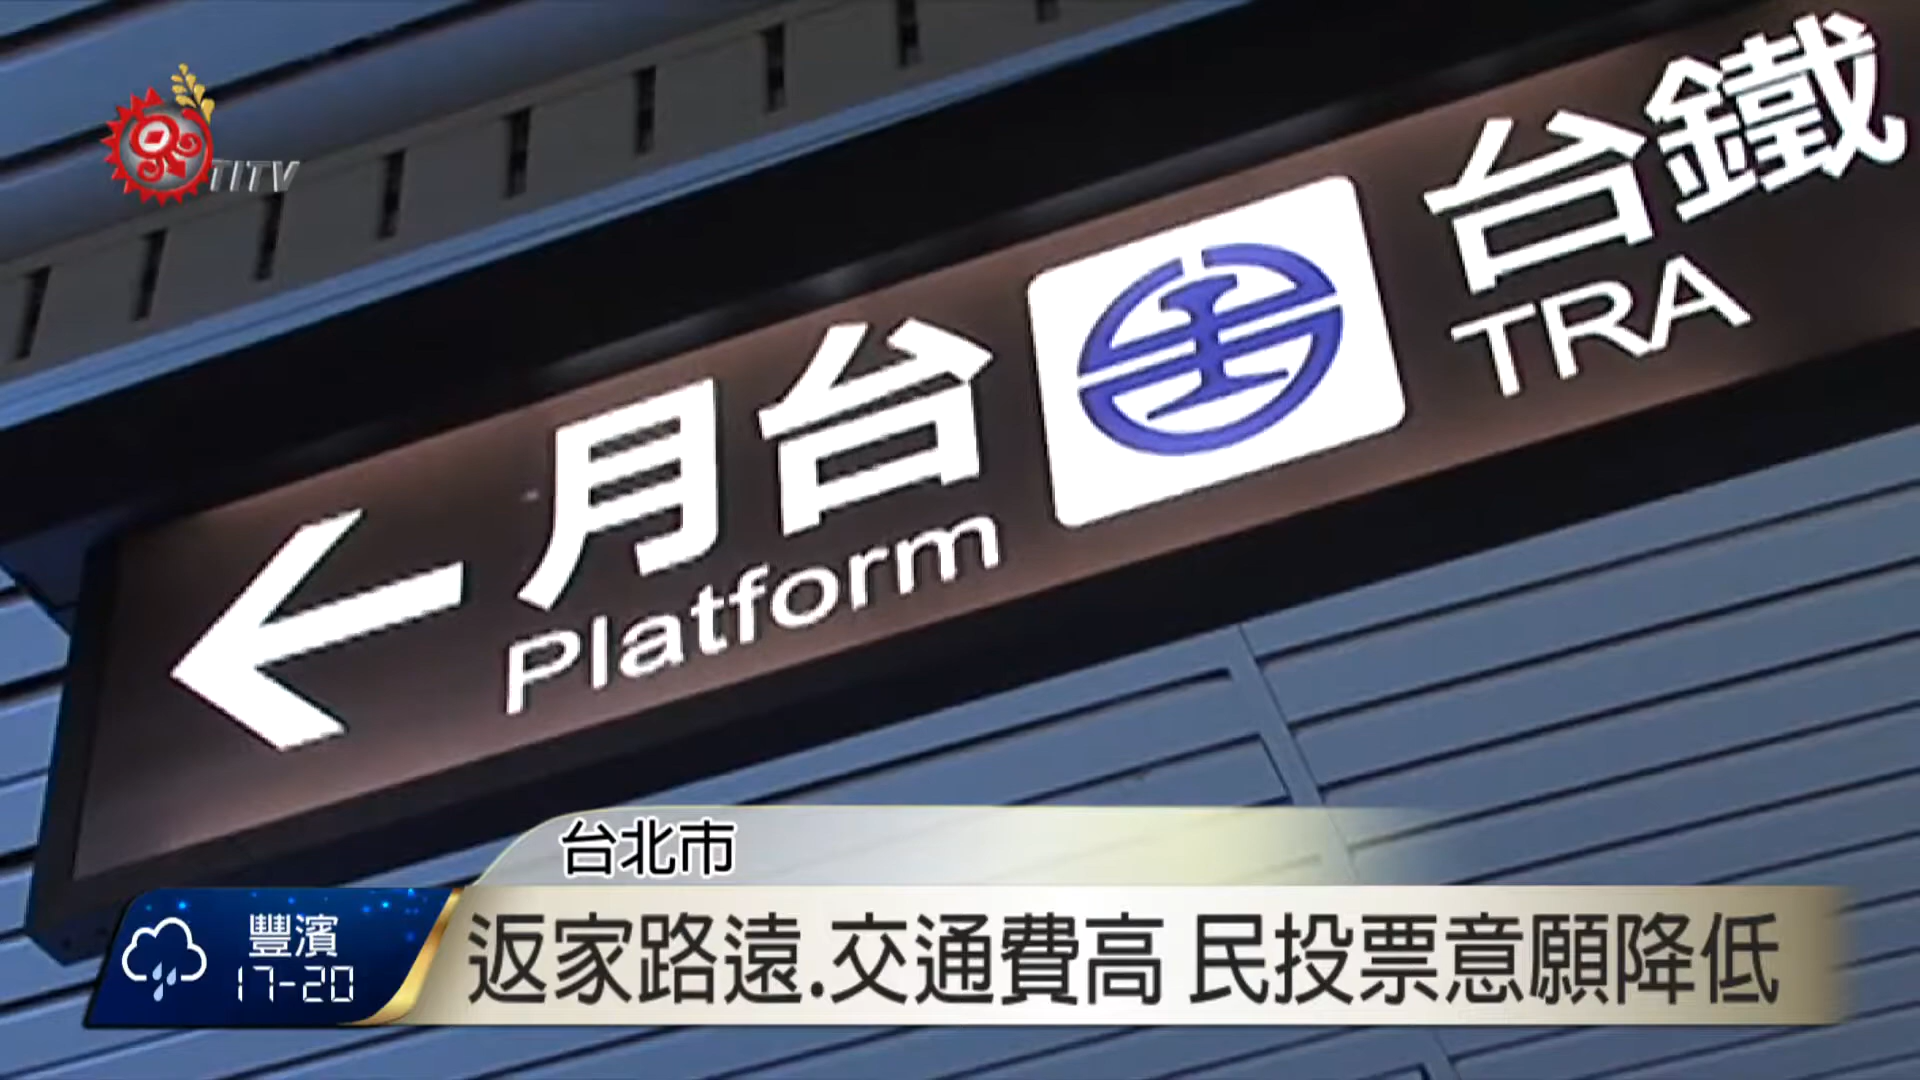 TITV
台鐵
TRA
月台
Platform
台北市
豐濱
17-20
返家路遠.交通費高 民投票意願降低